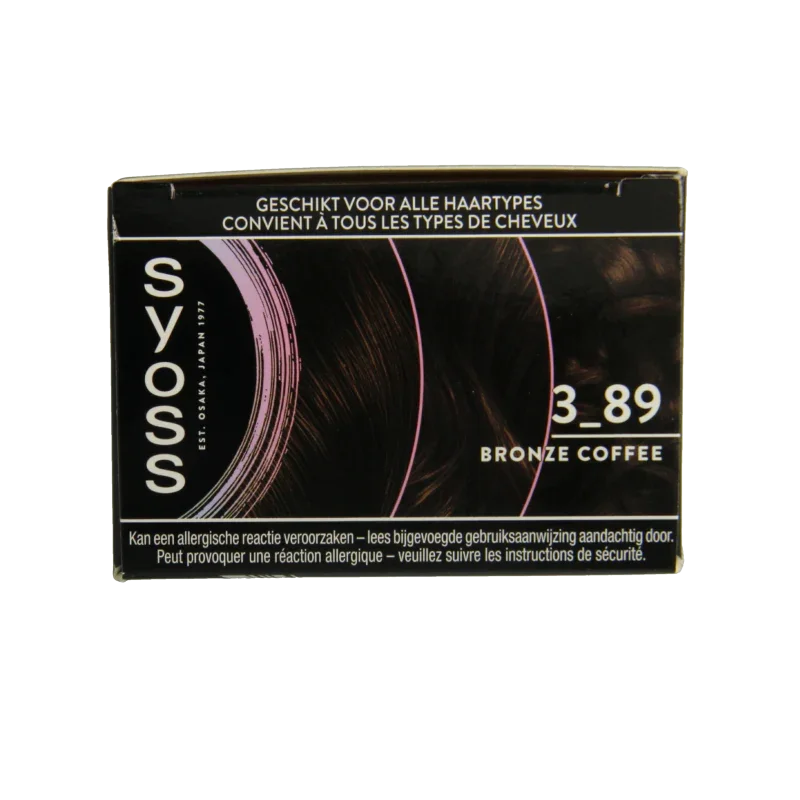 GESCHIKT VOOR ALLE HAARTYPES
CONVIENT À TOUS LES TYPES DE CHEVEUX
syoss
EST. OSAKA, JAPAN 1977
3_89
BRONZE COFFEE
Kan een allergische reactie veroorzaken – lees bijgevoegde gebruiksaanwijzing aandachtig door.
Peut provoquer une réaction allergique – veuillez suivre les instructions de sécurité.